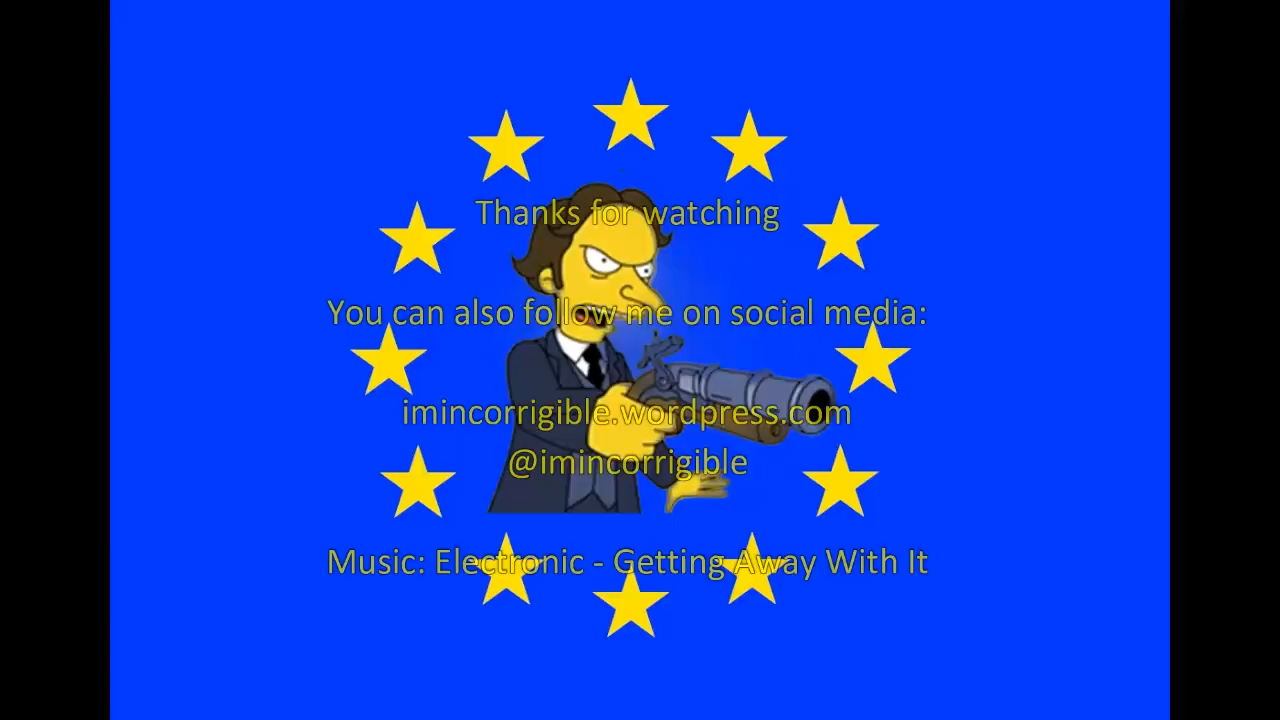 Thanks for watching
You can also follow me on social media:
imincorrigible.wordpress.com
@imincorrigible
Music: Electronic - Getting Away With It